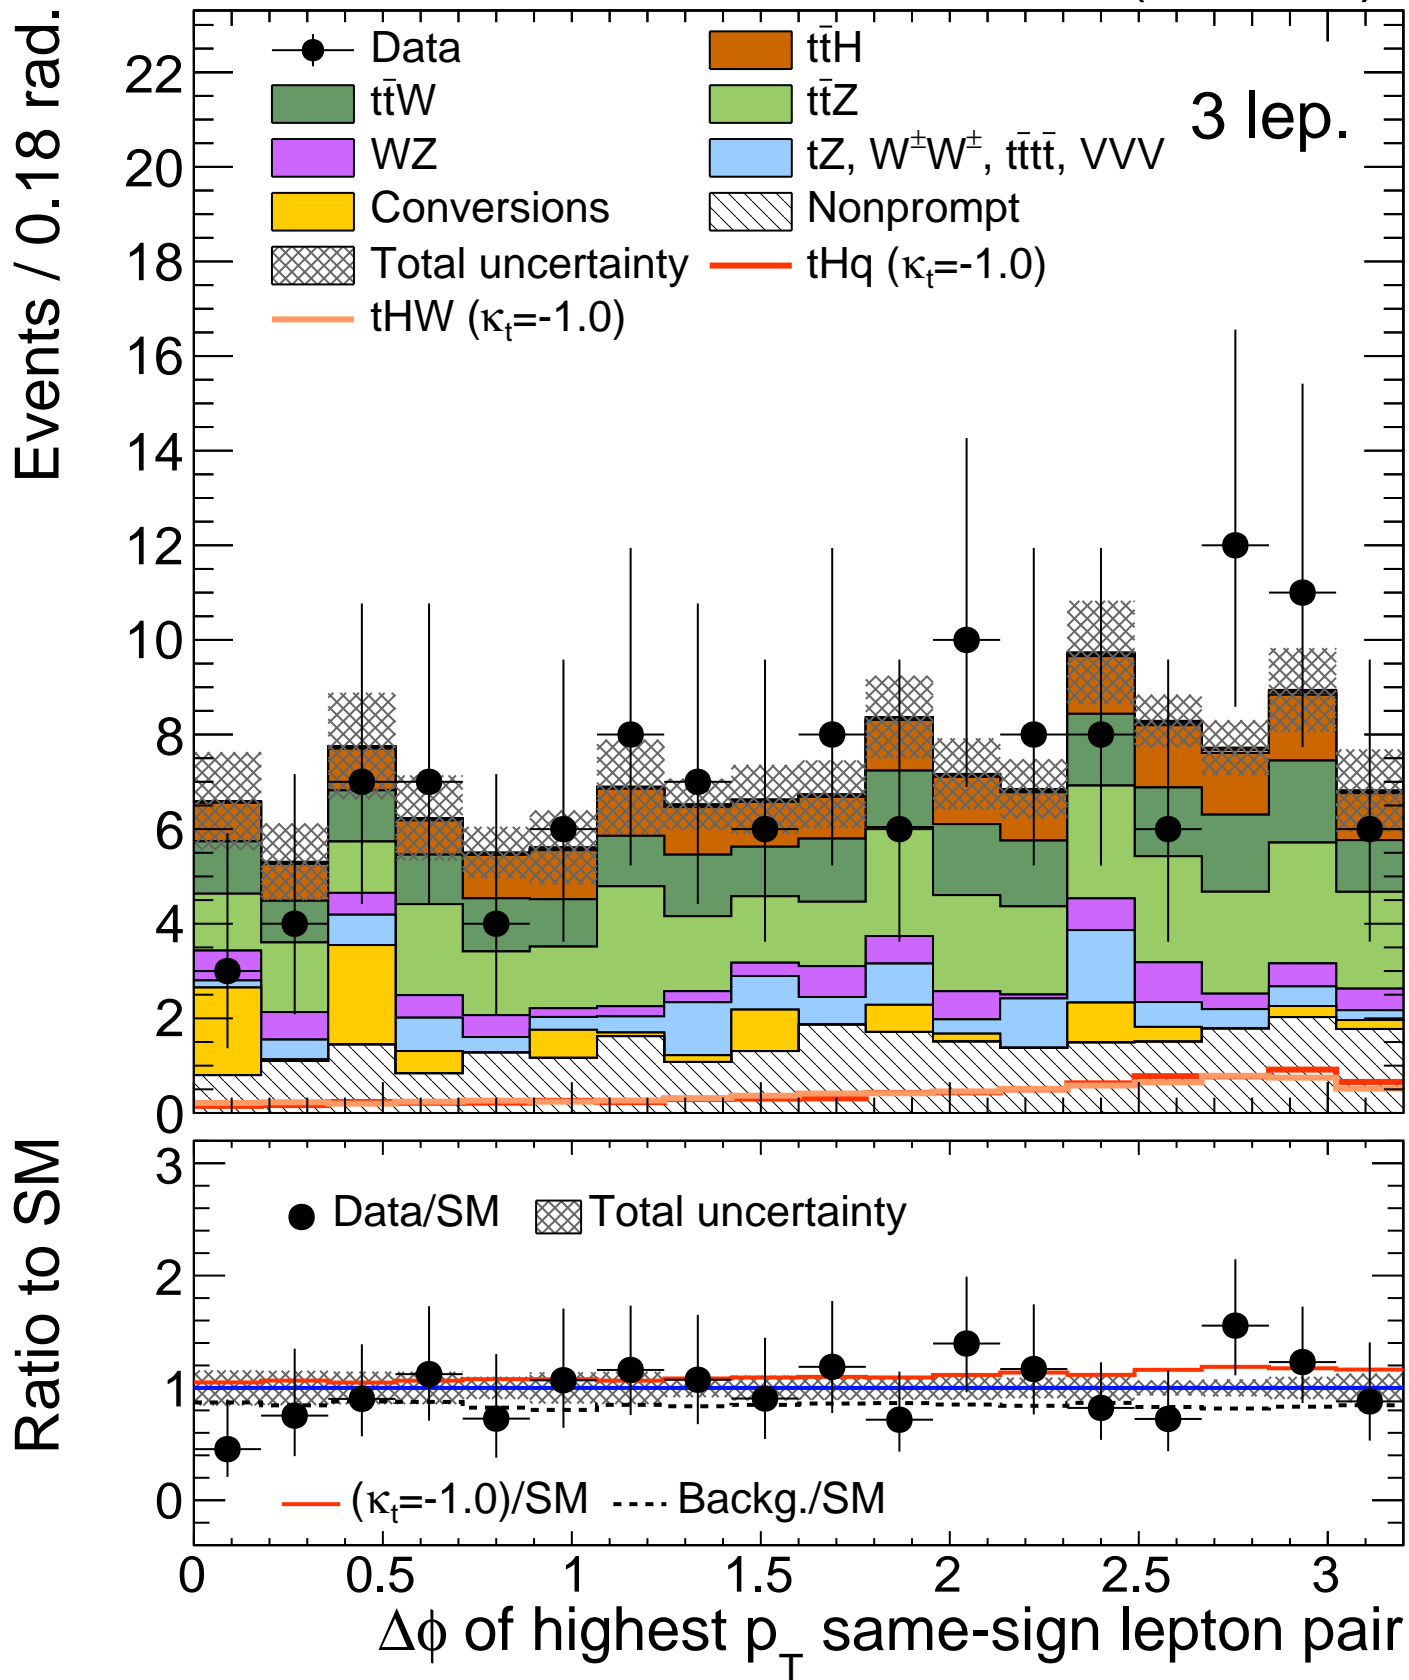 Events / 0.18 rad.
Data
tt̄H
tt̄W
tt̄Z
3 lep.
WZ
tZ, W±W±, tt̄tt̄, VVV
Conversions
Nonprompt
Total uncertainty
tHq (κt=-1.0)
tHW (κt=-1.0)
22
20
18
16
14
12
10
8
6
4
2
0
Ratio to SM
3
2
1
0
Data/SM
Total uncertainty
(κt=-1.0)/SM
Backg./SM
0 0.5 1 1.5 2 2.5 3
Δϕ of highest pT same-sign lepton pair